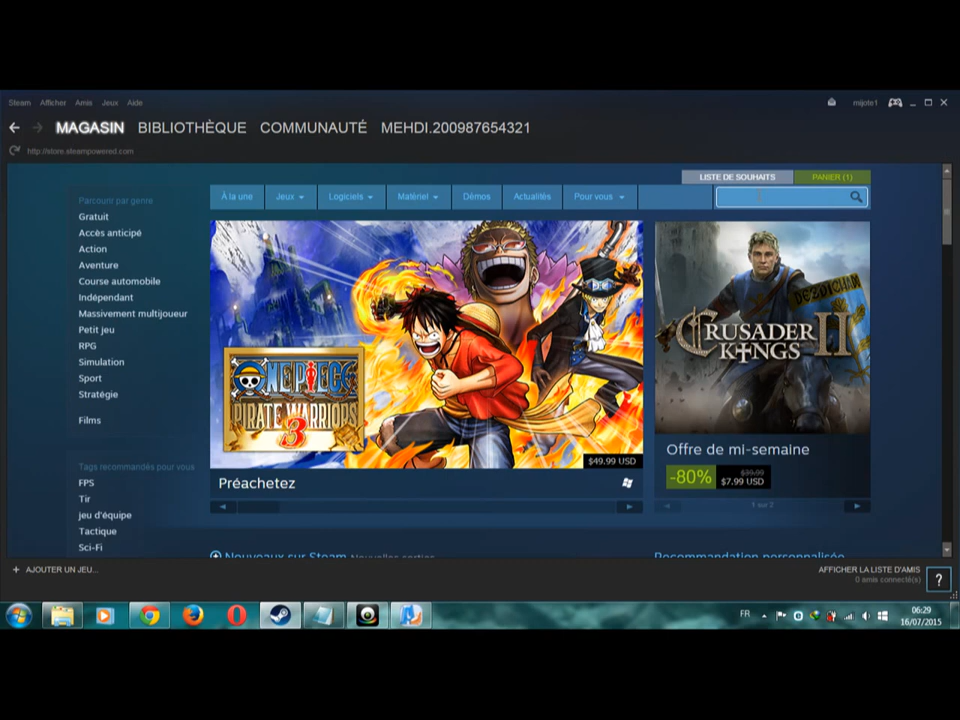 Steam Afficher Amis Jeux Aide
mijote1
MAGASIN BIBLIOTHÈQUE COMMUNAUTÉ MEHDI.200987654321
http://store.steampowered.com
LISTE DE SOUHAITS PANIER (1)
À la une Jeux Logiciels Matériel Démos Actualités Pour vous
Parcourir par genre
Gratuit
Accès anticipé
Action
Aventure
Course automobile
Indépendant
Massivement multijoueur
Petit jeu
RPG
Simulation
Sport
Stratégie
Films
Tags recommandés pour vous
FPS
Tir
jeu d'équipe
Tactique
Sci-Fi
ONE PIECE
PIRATE WARRIORS
3
$49.99 USD
Préachetez
DEZDICHAD
CRUSADER KINGS II
Offre de mi-semaine
-80% $39.99
$7.99 USD
1 sur 2
Nouveaux sur Steam Nouvelles sorties
Recommandation personnalisée
+ AJOUTER UN JEU...
AFFICHER LA LISTE D'AMIS
0 amis connecté(s)
?
FR
06:29
16/07/2015